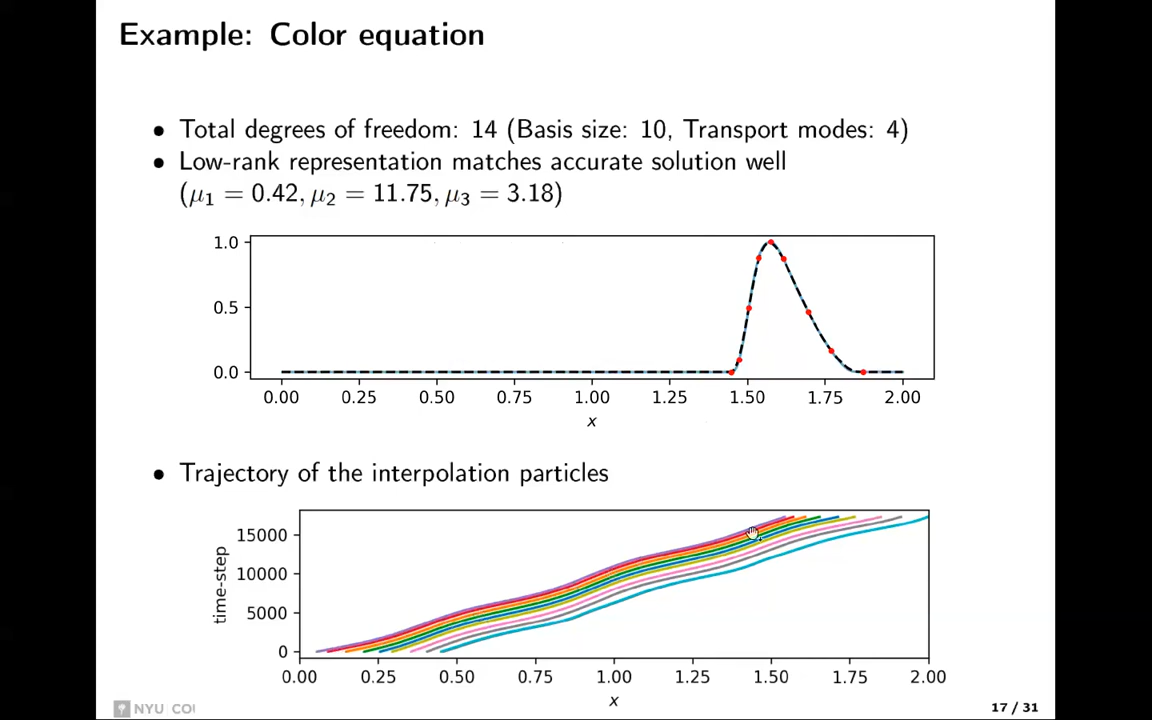 Example: Color equation
• Total degrees of freedom: 14 (Basis size: 10, Transport modes: 4)
• Low-rank representation matches accurate solution well
(μ₁ = 0.42, μ₂ = 11.75, μ₃ = 3.18)
1.0
0.5
0.0
0.00 0.25 0.50 0.75 1.00 1.25 1.50 1.75 2.00
x
• Trajectory of the interpolation particles
time-step
15000
10000
5000
0
0.00 0.25 0.50 0.75 1.00 1.25 1.50 1.75 2.00
x
NYU
17 / 31